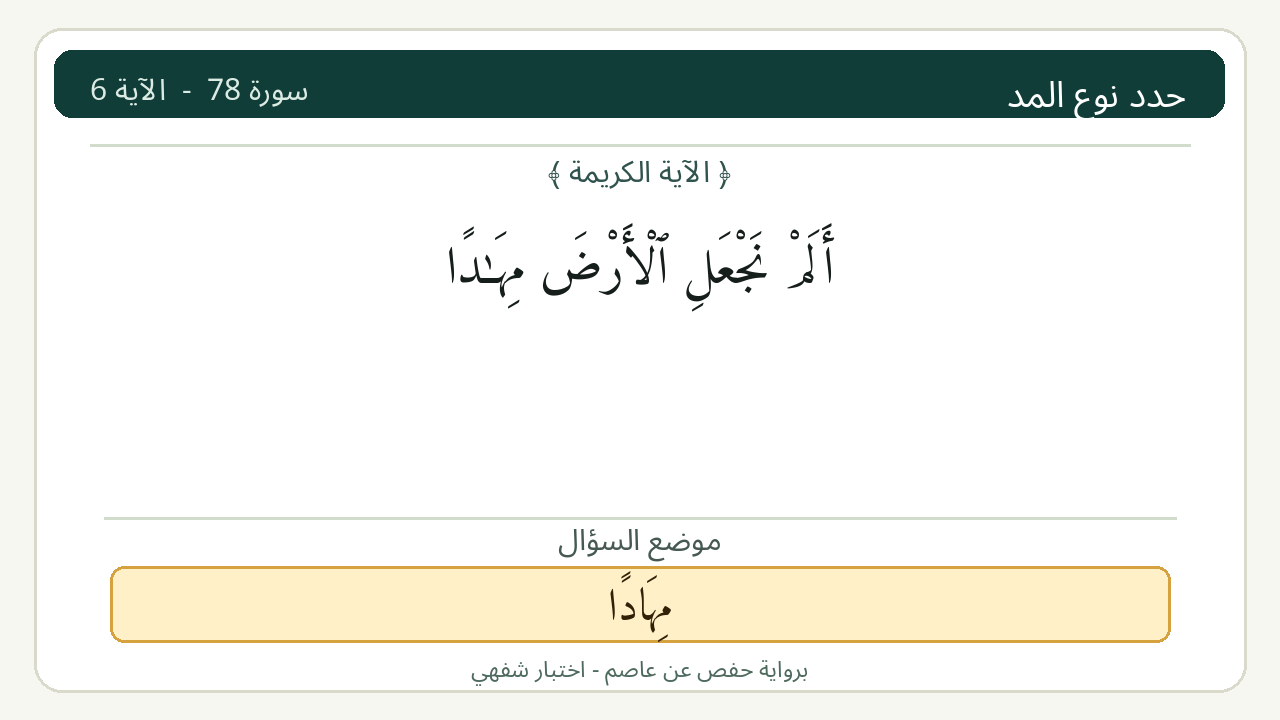 حدد نوع المد
سورة 78 - الآية 6
﴿ الآية الكريمة ﴾
أَلَمْ نَجْعَلِ ٱلْأَرْضَ مِهَـٰدًا
موضع السؤال
مِهَادًا
برواية حفص عن عاصم - اختبار شفهي